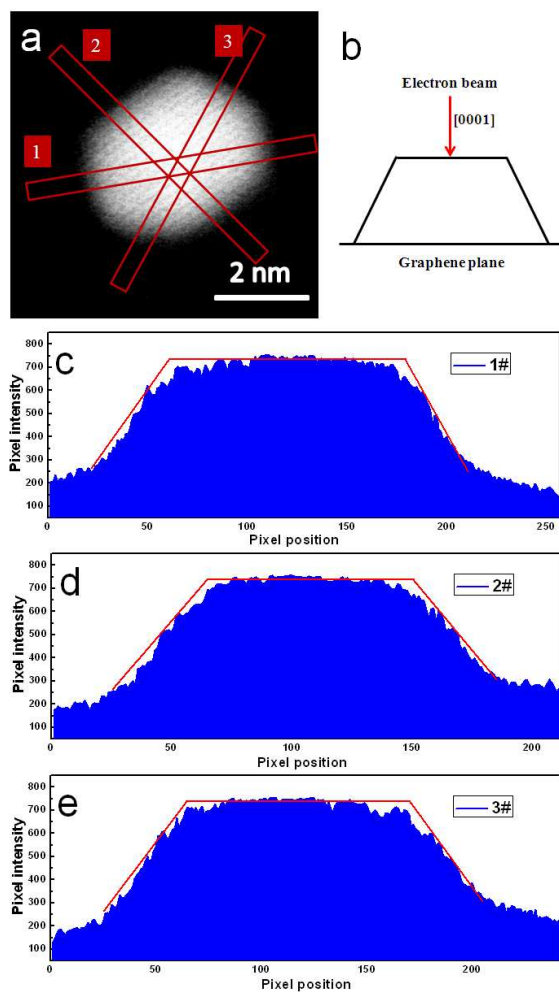 a
2
3
1
2 nm
b
Electron beam
[0001]
Graphene plane
c
1#
Pixel intensity
700
600
500
400
300
200
100
0 50 100 150 200 250
Pixel position
d
2#
Pixel intensity
800
700
600
500
400
300
200
100
0 50 100 150 200
Pixel position
e
3#
Pixel intensity
800
700
600
500
400
300
200
100
0 50 100 150 200
Pixel position